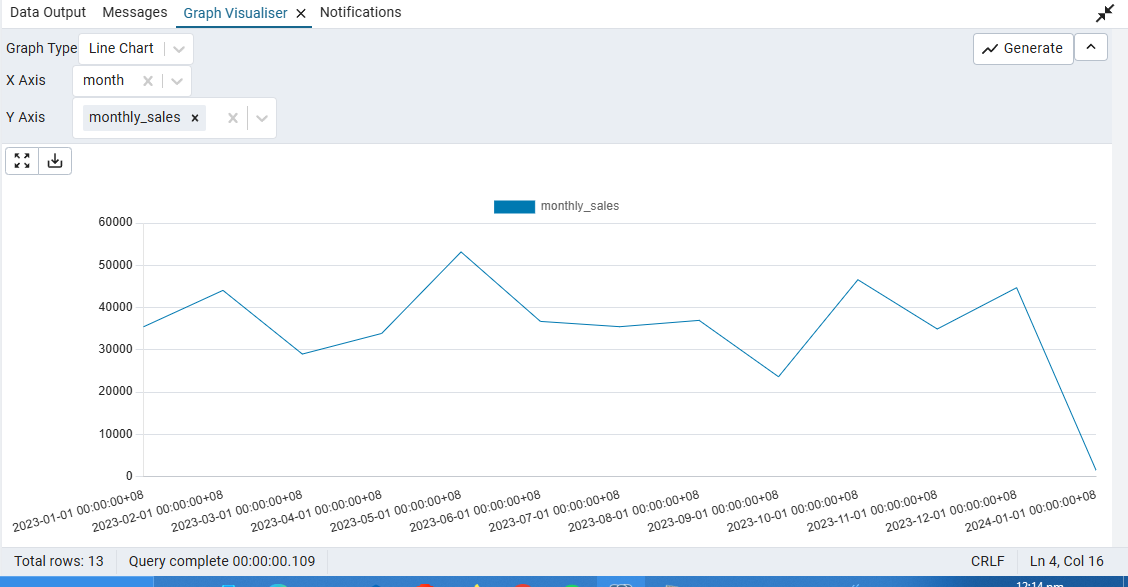 Data Output Messages Graph Visualiser Notifications
Graph Type Line Chart Generate
X Axis month
Y Axis monthly_sales
monthly_sales
60000
50000
40000
30000
20000
10000
0
2023-01-01 00:00:00+08
2023-02-01 00:00:00+08
2023-03-01 00:00:00+08
2023-04-01 00:00:00+08
2023-05-01 00:00:00+08
2023-06-01 00:00:00+08
2023-07-01 00:00:00+08
2023-08-01 00:00:00+08
2023-09-01 00:00:00+08
2023-10-01 00:00:00+08
2023-11-01 00:00:00+08
2023-12-01 00:00:00+08
2024-01-01 00:00:00+08
Total rows: 13 Query complete 00:00:00.109 CRLF Ln 4, Col 16
12:14 pm